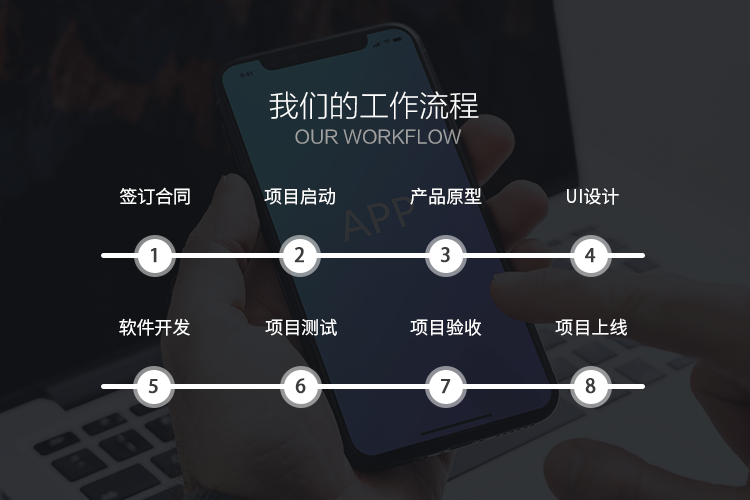 我们的工作流程
OUR WORKFLOW
APP
签订合同 项目启动 产品原型 UI设计
1 2 3 4
软件开发 项目测试 项目验收 项目上线
5 6 7 8